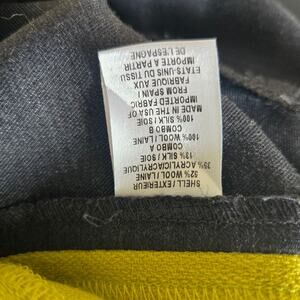 SHELL / EXTERIEUR
52% WOOL / LAINE
35% ACRYLIC/ACRYLIQUE
13% SILK / SOIE
COMBO A
100% WOOL / LAINE
COMBO B
100% SILK / SOIE
MADE IN THE USA OF
IMPORTED FABRIC
FROM SPAIN /
FABRIQUE AUX
ETATS-UNIS DU TISSU
IMPORTE A PARTIR
DE L'ESPAGNE